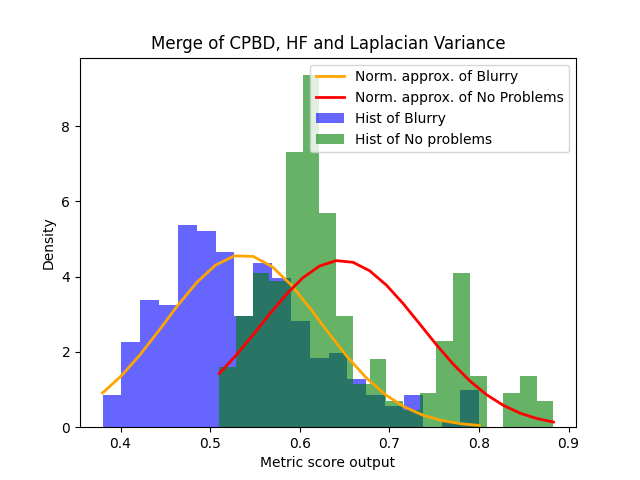 Merge of CPBD, HF and Laplacian Variance
Norm. approx. of Blurry
Norm. approx. of No Problems
Hist of Blurry
Hist of No problems
Density
8
6
4
2
0
0.4 0.5 0.6 0.7 0.8 0.9
Metric score output